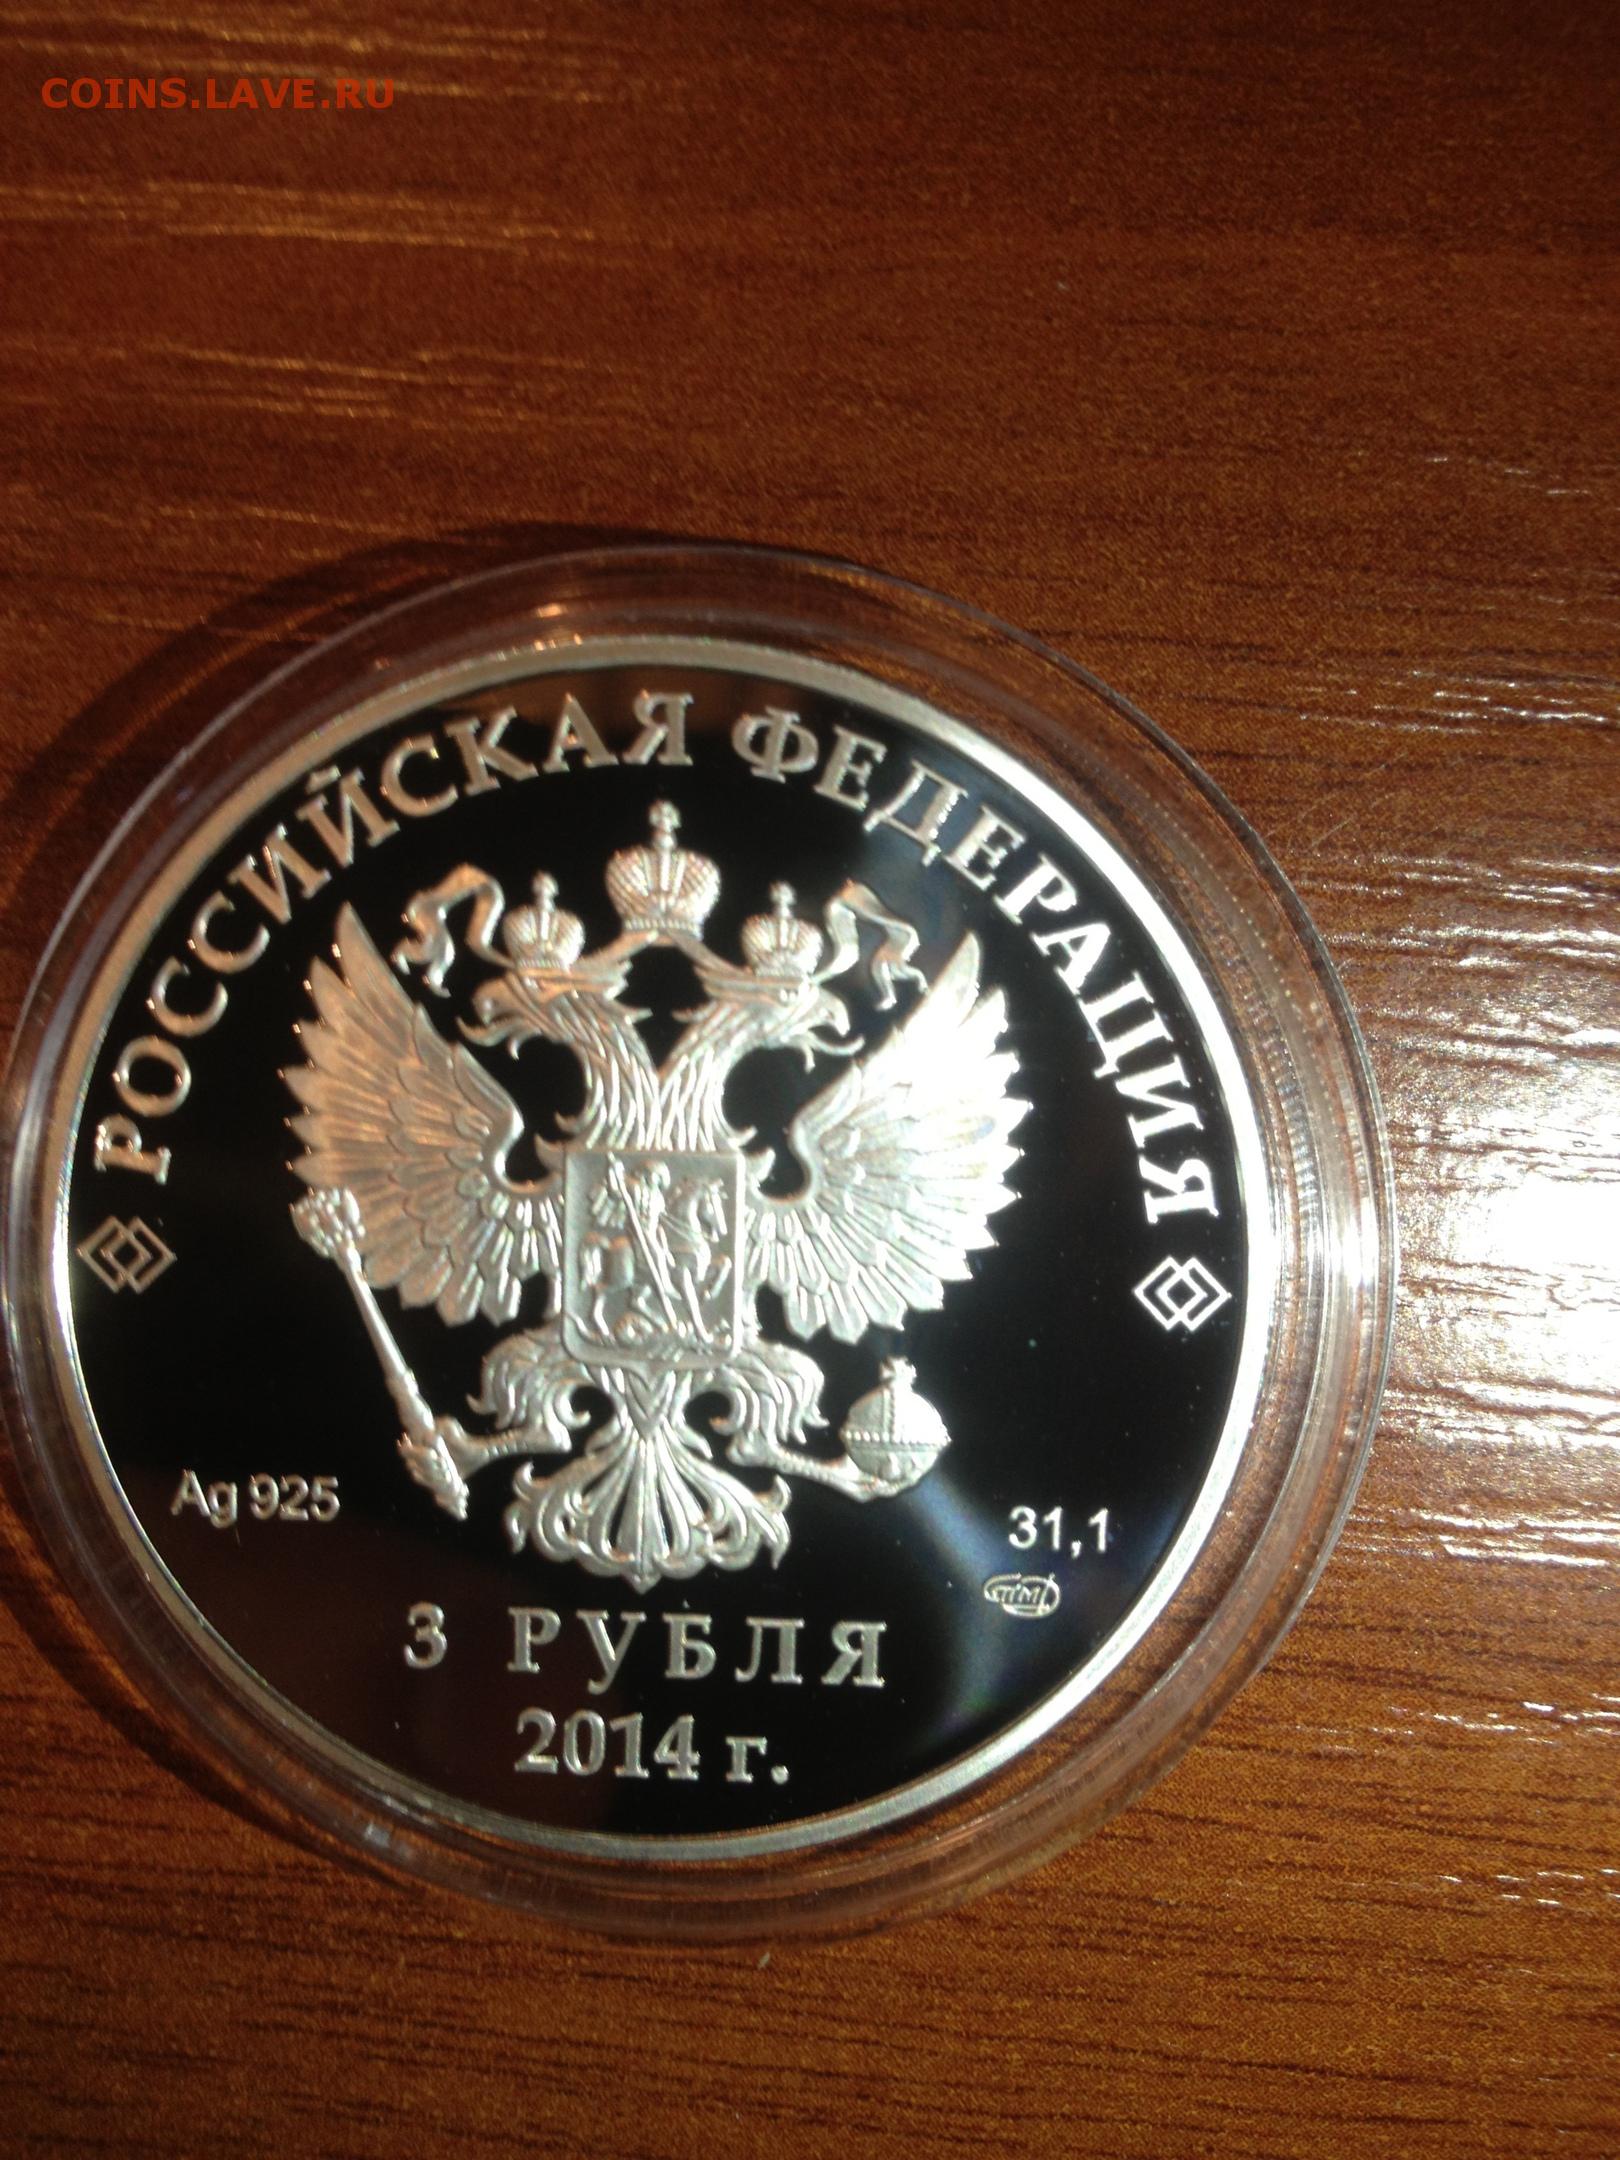 COINS.LAVE.RU
РОССИЙСКАЯ ФЕДЕРАЦИЯ
Ag 925
31,1
3 РУБЛЯ
2014 г.